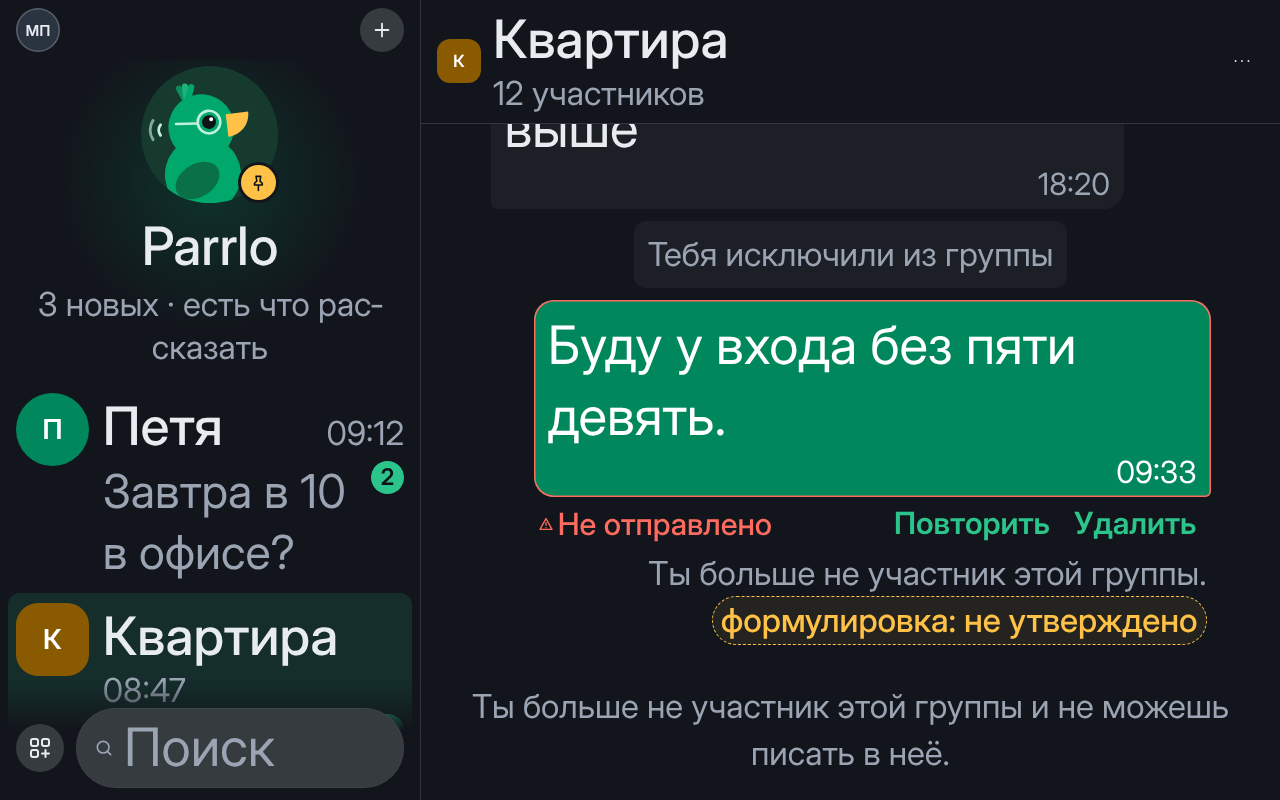 МП
Parrlo
3 новых · есть что рас-
сказать
П
Петя
09:12
Завтра в 10
в офисе?
2
К
Квартира
08:47
Поиск
К
Квартира
12 участников
...
выше
18:20
Тебя исключили из группы
Буду у входа без пяти
девять.
09:33
Не отправлено
Повторить
Удалить
Ты больше не участник этой группы.
формулировка: не утверждено
Ты больше не участник этой группы и не можешь
писать в неё.